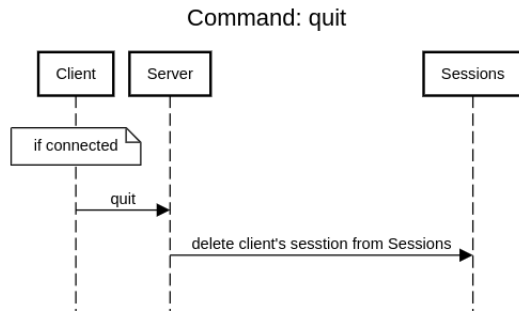 Command: quit
Client
Server
Sessions
if connected
quit
delete client's sesstion from Sessions